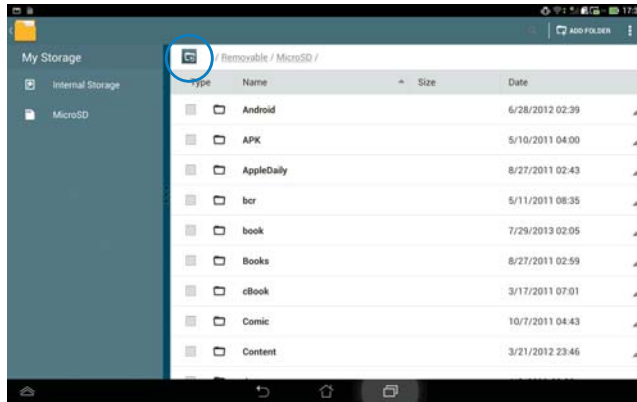 17:3
ADD FOLDER
My Storage
/ Removable / MicroSD /
Type Name Size Date
Internal Storage
Android 6/28/2012 02:39
MicroSD
APK 5/10/2011 04:00
AppleDaily 8/27/2011 02:43
bcr 5/11/2011 08:35
book 7/29/2013 02:05
Books 8/27/2011 02:59
cBook 3/17/2011 07:01
Comic 10/7/2011 04:43
Content 3/21/2012 23:46